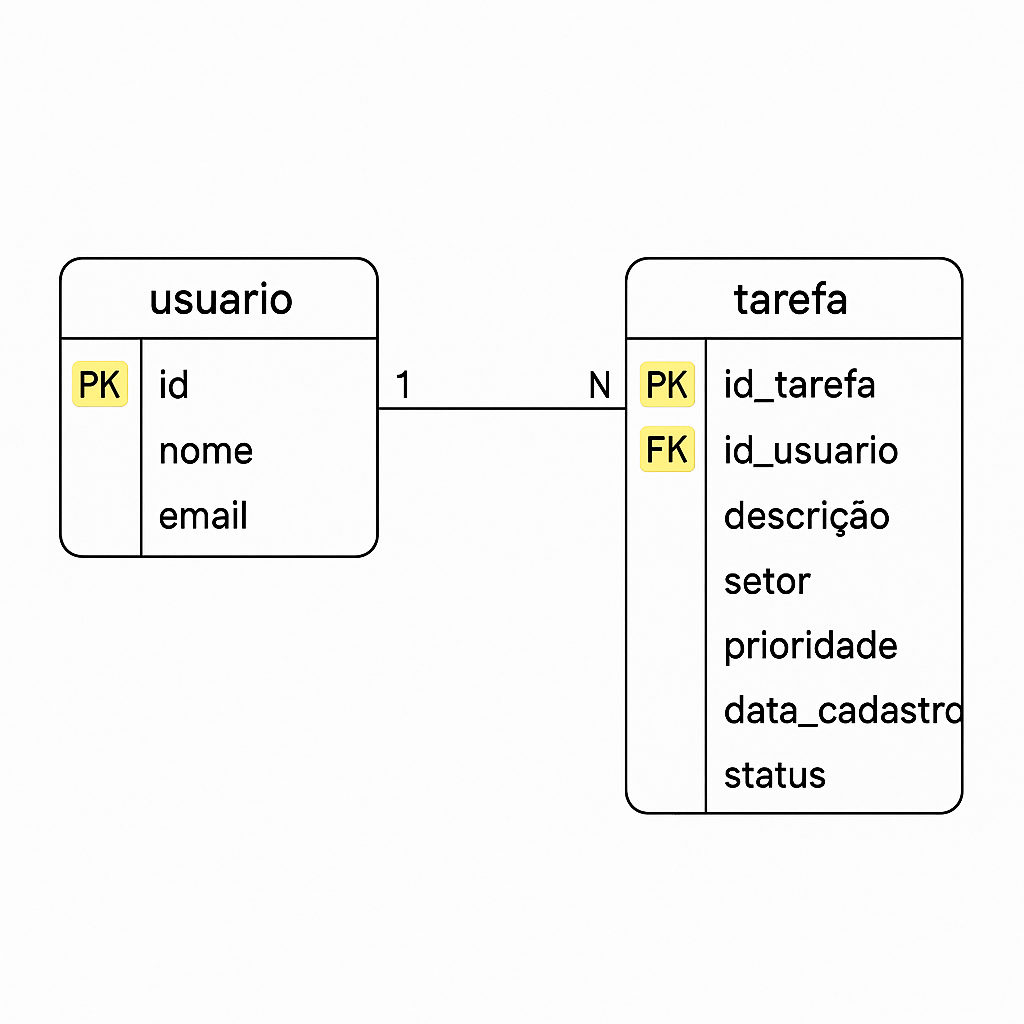 usuario
PK id
nome
email
1 N
tarefa
PK id_tarefa
FK id_usuario
descrição
setor
prioridade
data_cadastro
status